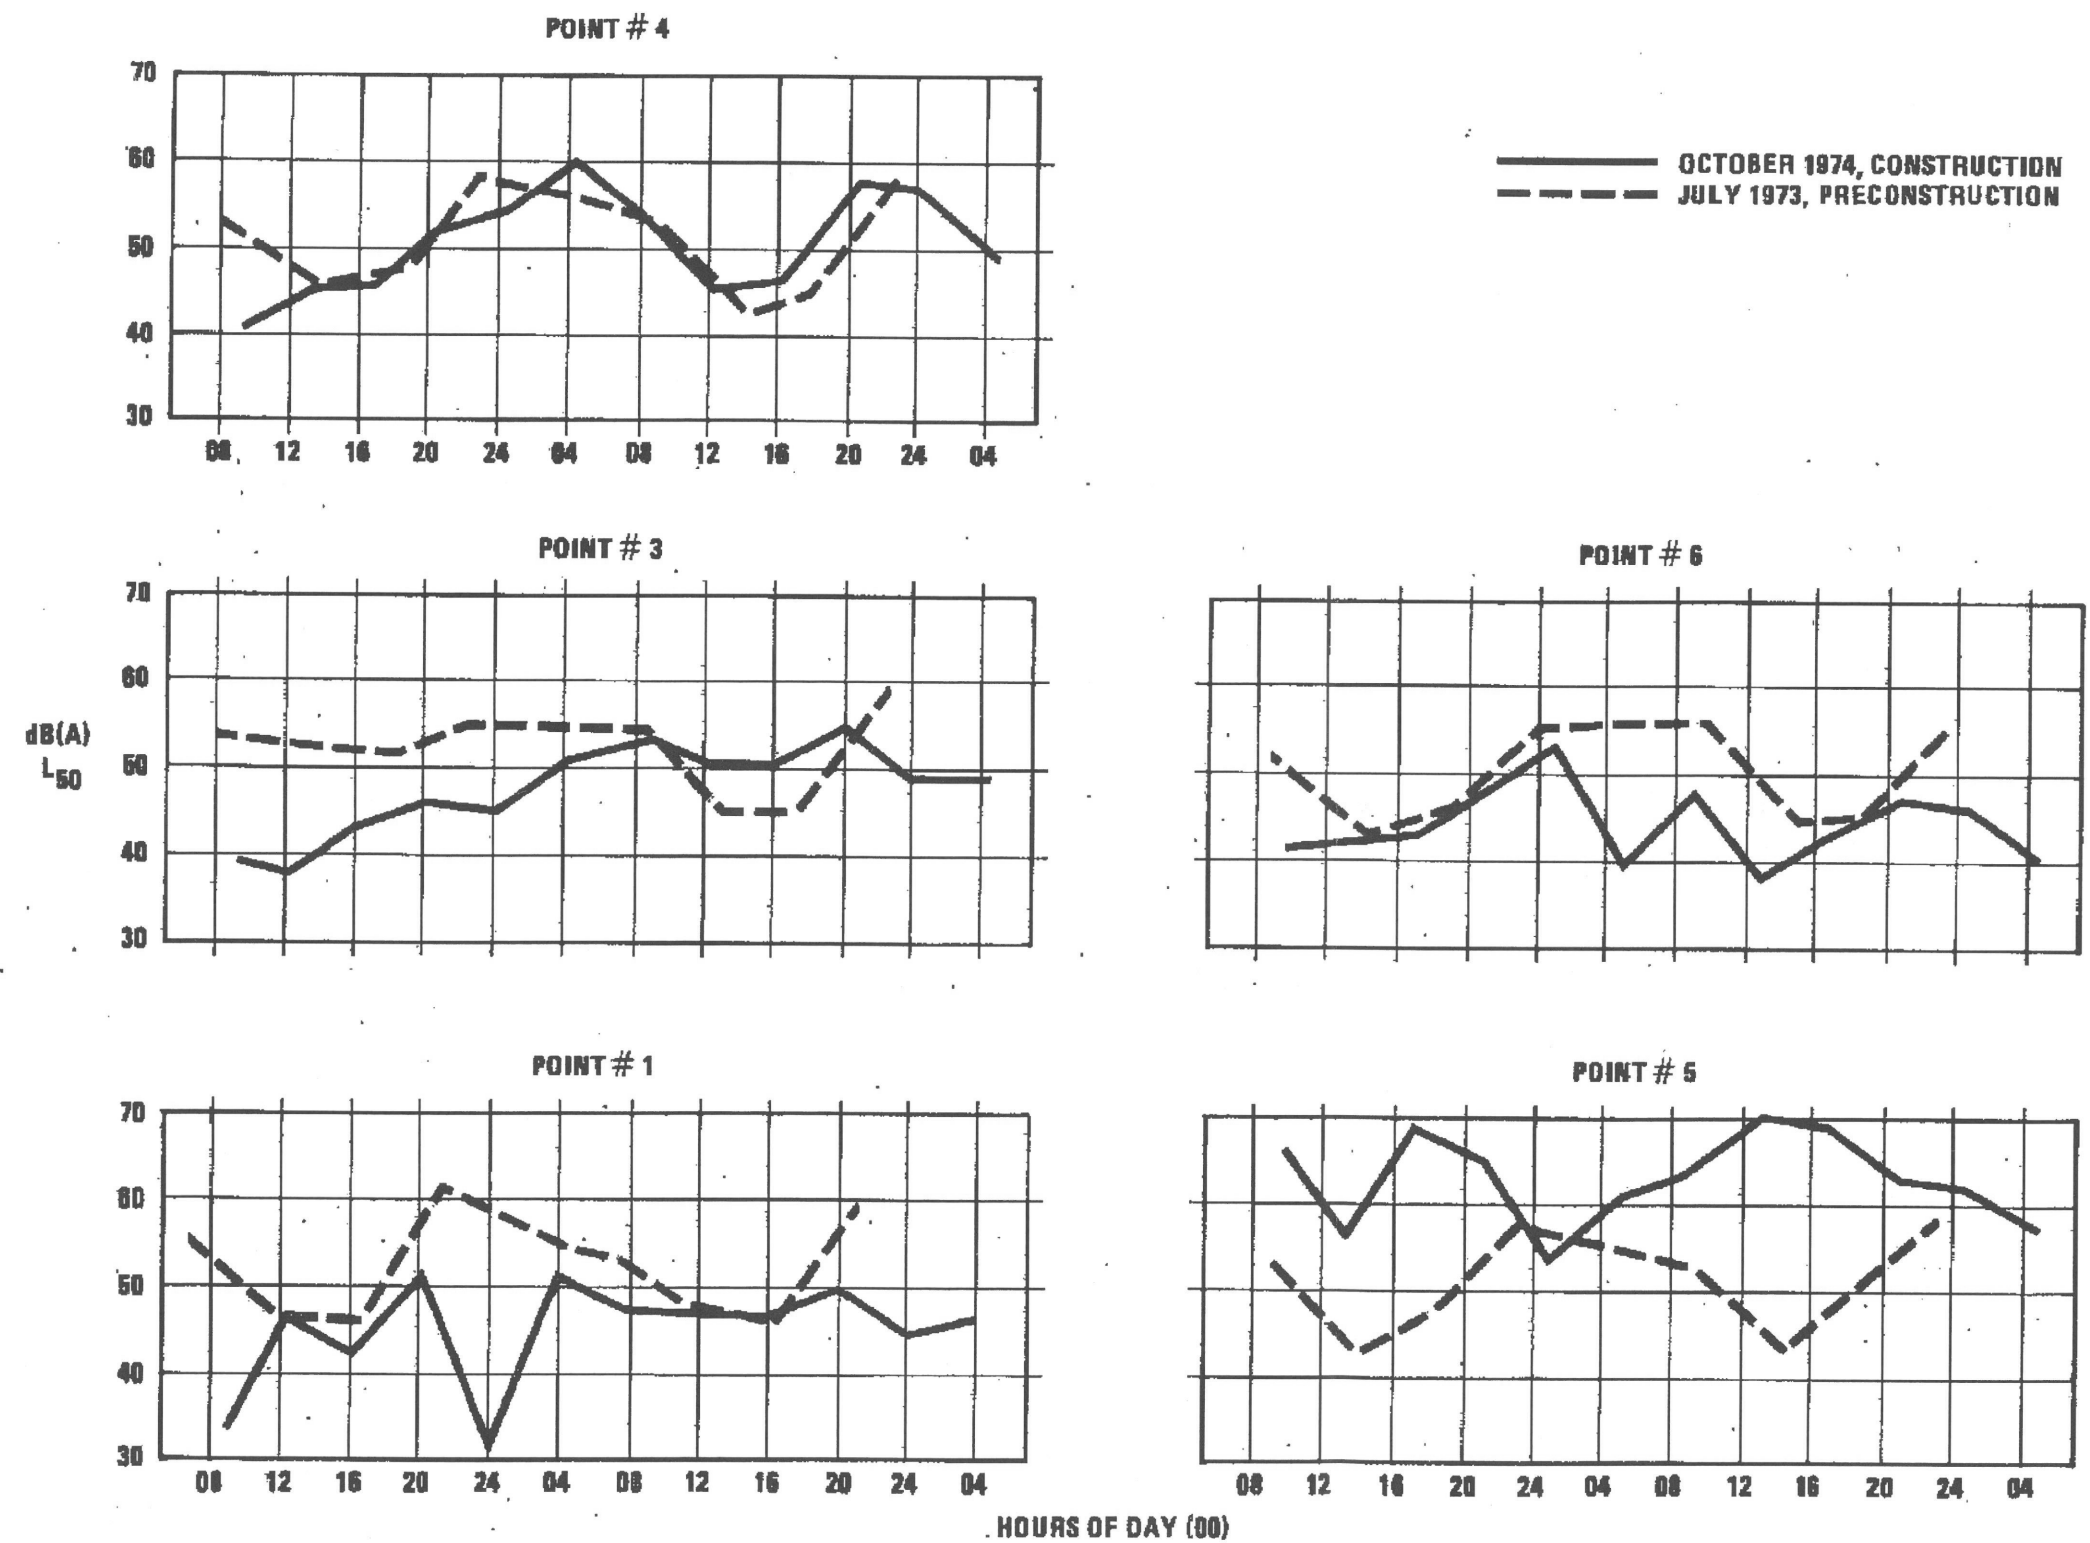 POINT # 4
70
60
50
40
30
08 12 16 20 24 04 08 12 16 20 24 04
OCTOBER 1974, CONSTRUCTION
JULY 1973, PRECONSTRUCTION
POINT # 3
70
60
50
40
30
dB(A)
L50
POINT # 6
POINT # 1
70
60
50
40
30
08 12 16 20 24 04 08 12 16 20 24 04
POINT # 5
08 12 16 20 24 04 08 12 16 20 24 04
HOURS OF DAY (00)